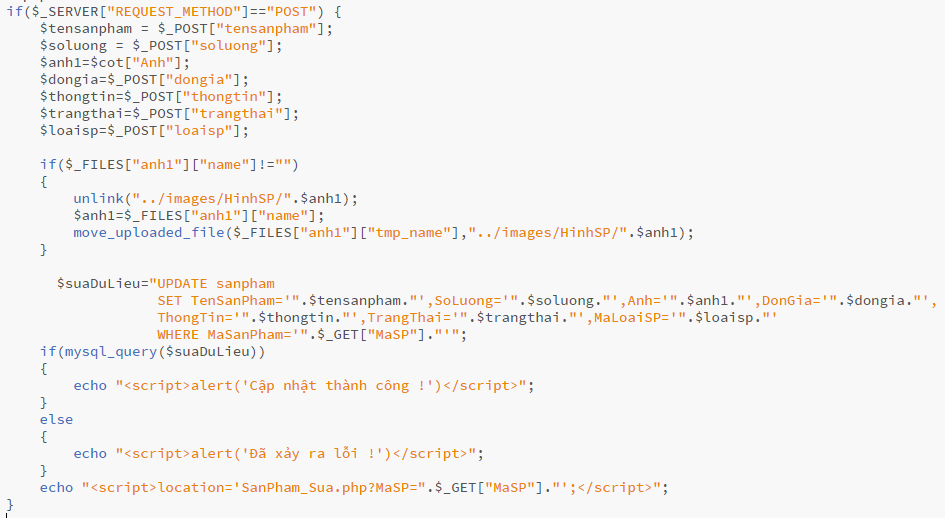 if($_SERVER["REQUEST_METHOD"]=="POST") {
    $tensanpham = $_POST["tensanpham"];
    $soluong = $_POST["soluong"];
    $anh1=$cot["Anh"];
    $dongia=$_POST["dongia"];
    $thongtin=$_POST["thongtin"];
    $trangthai=$_POST["trangthai"];
    $loaisp=$_POST["loaisp"];

    if($_FILES["anh1"]["name"]!="")
    {
        unlink("../images/HinhSP/".$anh1);
        $anh1=$_FILES["anh1"]["name"];
        move_uploaded_file($_FILES["anh1"]["tmp_name"],"../images/HinhSP/".$anh1);
    }

      $suaDuLieu="UPDATE sanpham
                  SET TenSanPham='".$tensanpham."',SoLuong='".$soluong."',Anh='".$anh1."',DonGia='".$dongia."',
                  ThongTin='".$thongtin."',TrangThai='".$trangthai."',MaLoaiSP='".$loaisp."'
                  WHERE MaSanPham='".$_GET["MaSP"]."'";
    if(mysql_query($suaDuLieu))
    {
        echo "<script>alert('Cập nhật thành công !')</script>";
    }
    else
    {
        echo "<script>alert('Đã xảy ra lỗi !')</script>";
    }
    echo "<script>location='SanPham_Sua.php?MaSP=".$_GET["MaSP"]."';</script>";
}